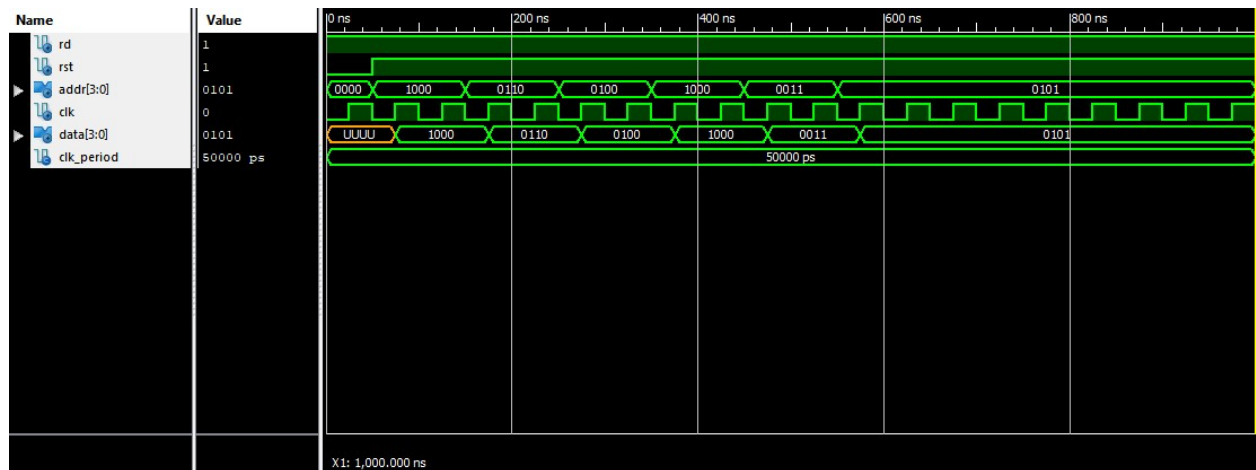 Name Value 0 ns 200 ns 400 ns 600 ns 800 ns
rd 1
rst 1
addr[3:0] 0101 0000 1000 0110 0100 1000 0011 0101
clk 0
data[3:0] 0101 UUUU 1000 0110 0100 1000 0011 0101
clk_period 50000 ps 50000 ps
X1: 1,000.000 ns